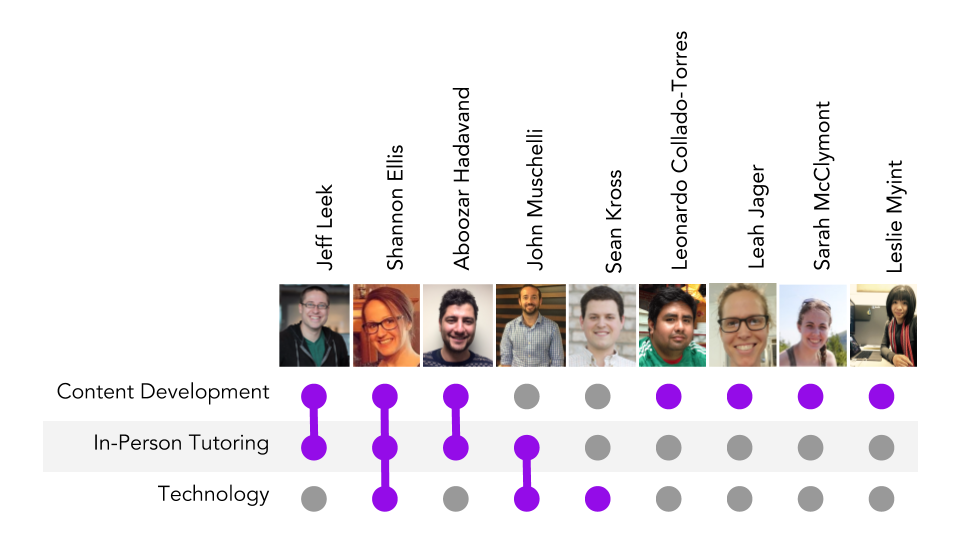 Jeff Leek
Shannon Ellis
Aboozar Hadavand
John Muschelli
Sean Kross
Leonardo Collado-Torres
Leah Jager
Sarah McClymont
Leslie Myint
Content Development
In-Person Tutoring
Technology